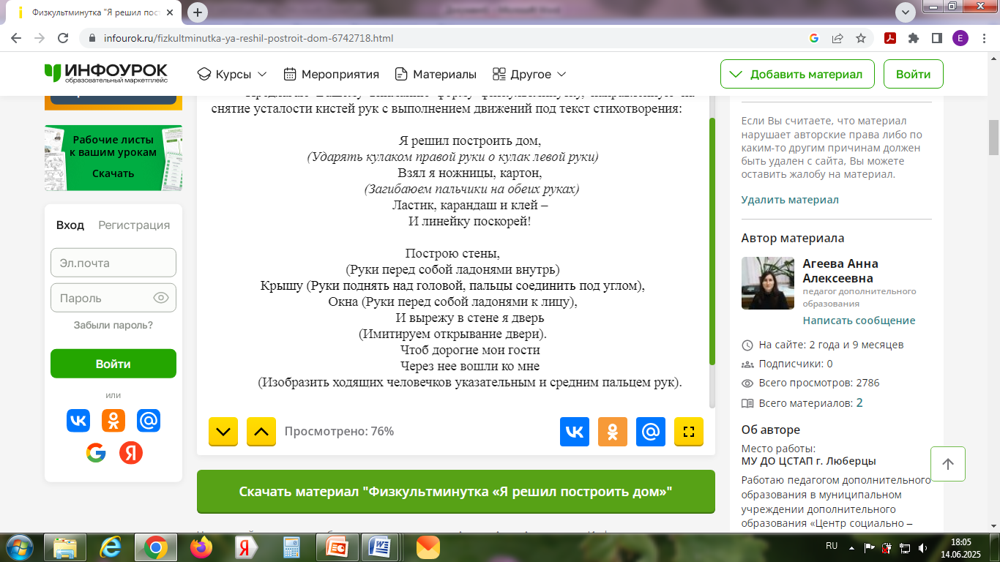 Физкультминутка "Я решил пост
infourok.ru/fizkultminutka-ya-reshil-postroit-dom-6742718.html
E
ИНФОУРОК
образовательный маркетплейс
Курсы
Мероприятия
Материалы
Другое
Добавить материал
Войти
Рабочие листы
к вашим урокам
Скачать
Вход Регистрация
Эл.почта
Пароль
Забыли пароль?
Войти
или
снятие усталости кистей рук с выполнением движений под текст стихотворения:
Я решил построить дом,
(Ударять кулаком правой руки о кулак левой руки)
Взял я ножницы, картон,
(Загибаюем пальчики на обеих руках)
Ластик, карандаш и клей –
И линейку поскорей!
Построю стены,
(Руки перед собой ладонями внутрь)
Крышу (Руки поднять над головой, пальцы соединить под углом),
Окна (Руки перед собой ладонями к лицу),
И вырежу в стене я дверь
(Имитируем открывание двери).
Чтоб дорогие мои гости
Через нее вошли ко мне
(Изобразить ходящих человечков указательным и средним пальцем рук).
Просмотрено: 76%
Скачать материал "Физкультминутка «Я решил построить дом»"
Если Вы считаете, что материал
нарушает авторские права либо по
каким-то другим причинам должен
быть удален с сайта, Вы можете
оставить жалобу на материал.
Удалить материал
Автор материала
Агеева Анна
Алексеевна
педагог дополнительного
образования
Написать сообщение
На сайте: 2 года и 9 месяцев
Подписчики: 0
Всего просмотров: 2786
Всего материалов: 2
Об авторе
Место работы:
МУ ДО ЦСТАП г. Люберцы
Работаю педагогом дополнительного
образования в муниципальном
учреждении дополнительного
образования «Центр социально –
RU
18:05
14.06.2025